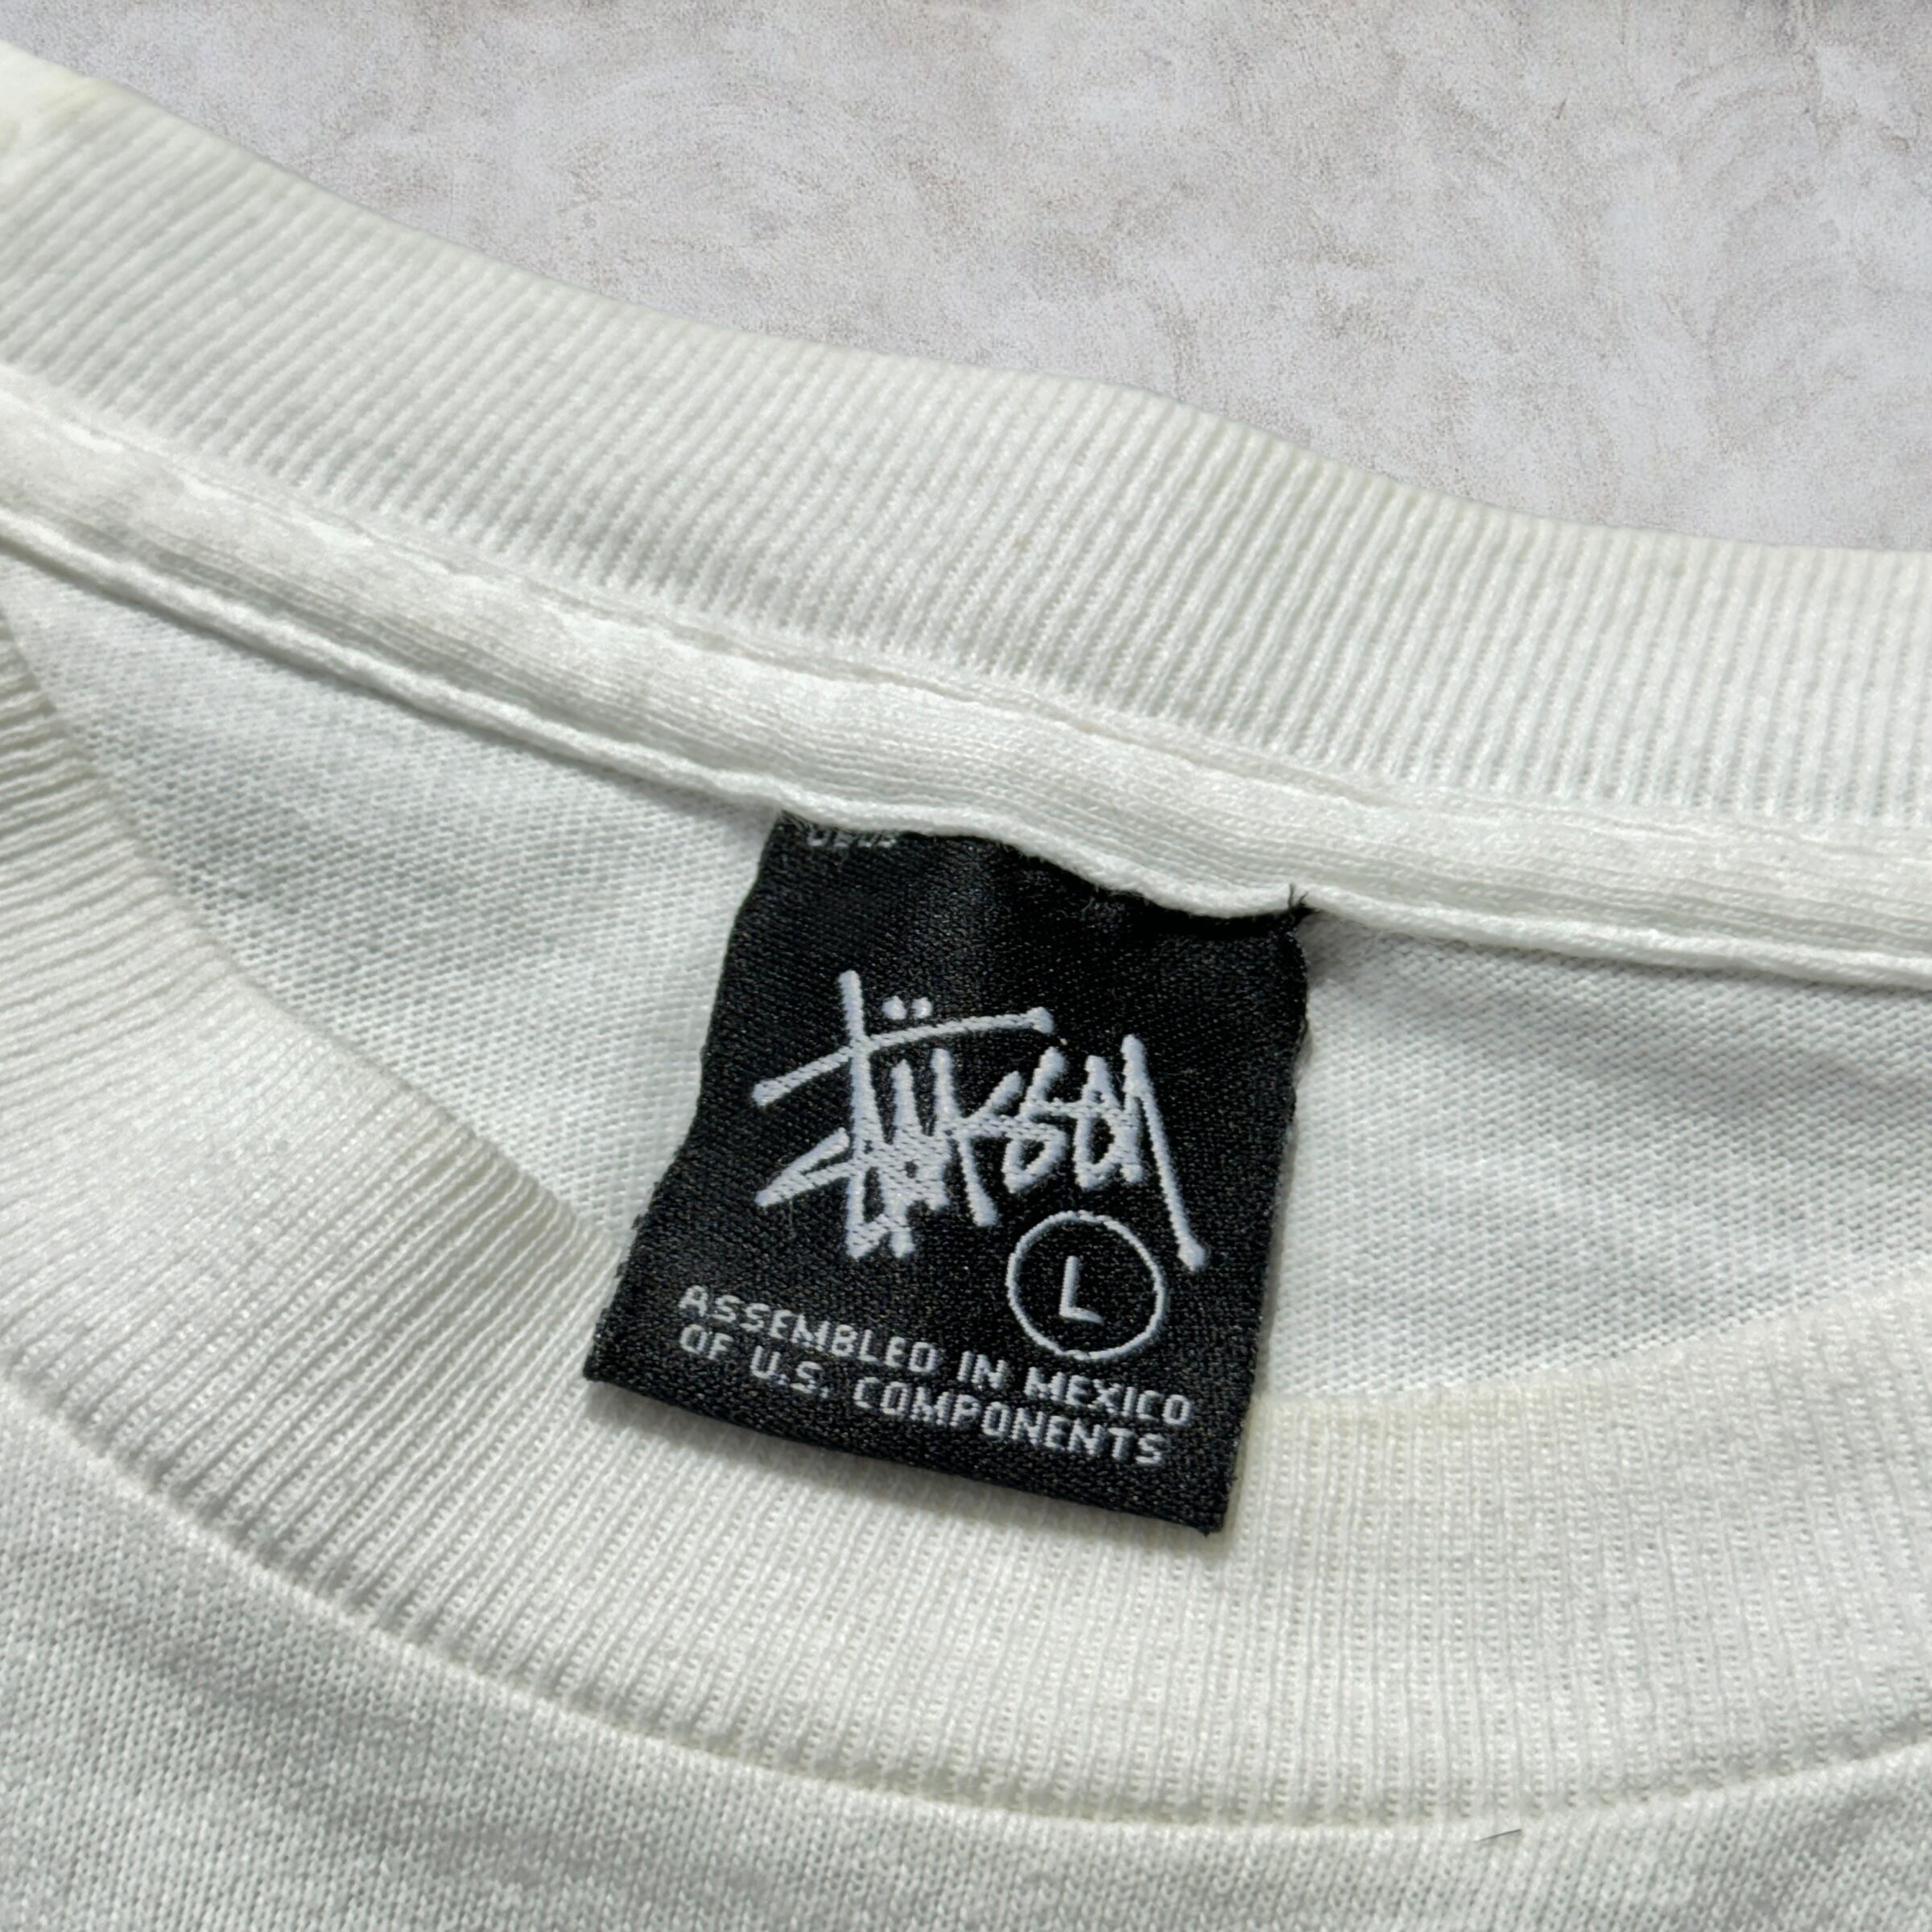 Stüssy
L
ASSEMBLED IN MEXICO
OF U.S. COMPONENTS